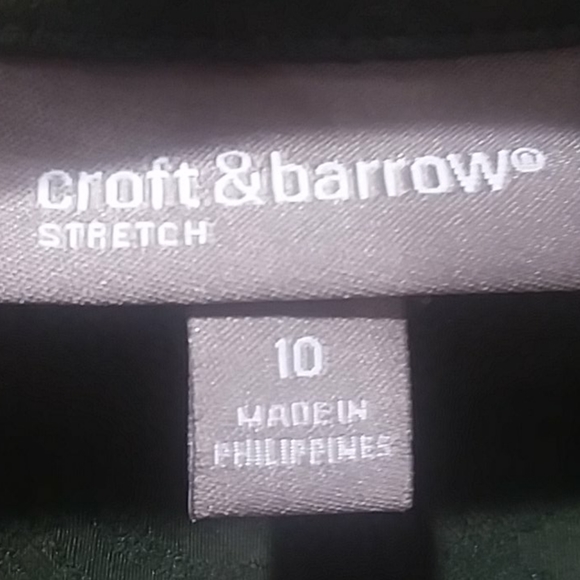 croft & barrow®
STRETCH
10
MADE IN
PHILIPPINES